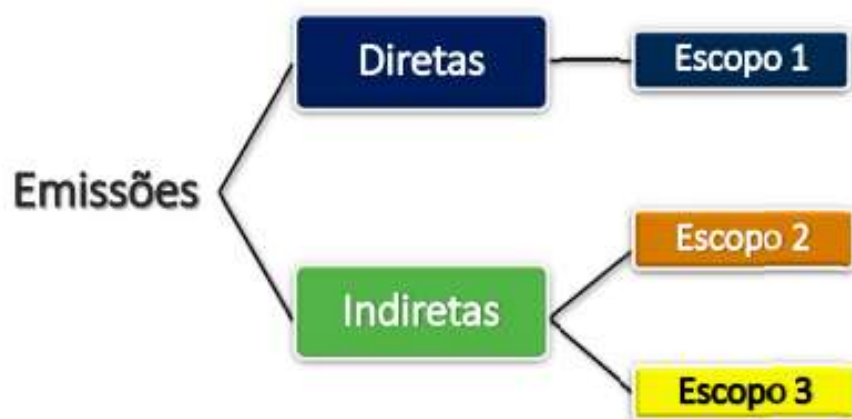 Emissões
Diretas
Escopo 1
Indiretas
Escopo 2
Escopo 3